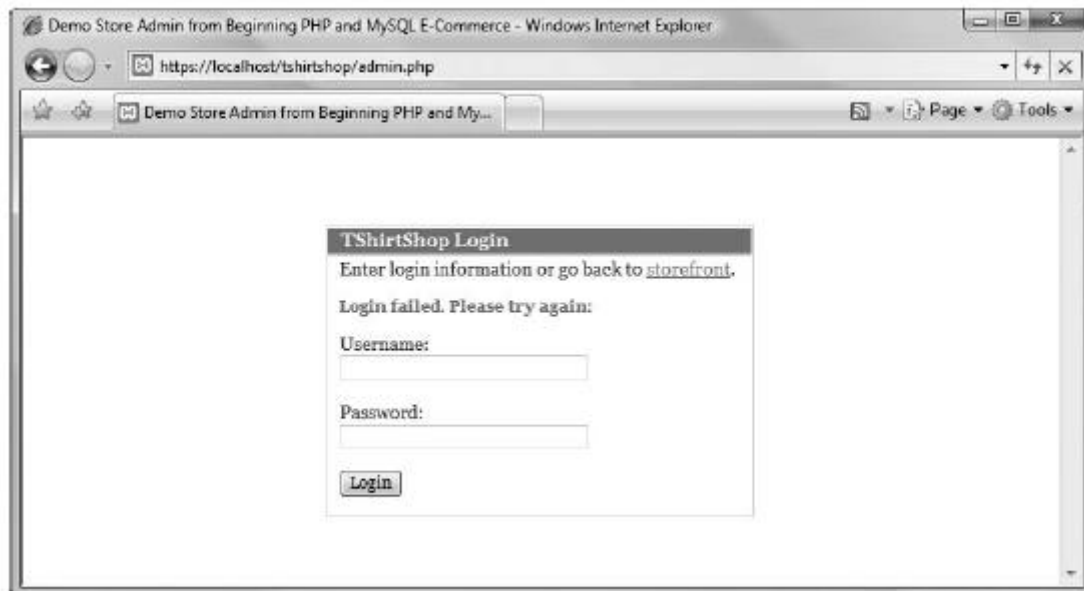 Demo Store Admin from Beginning PHP and MySQL E-Commerce - Windows Internet Explorer
https://localhost/tshirtshop/admin.php
Demo Store Admin from Beginning PHP and My...
Page
Tools
TShirtShop Login
Enter login information or go back to storefront.
Login failed. Please try again:
Username:
Password:
Login